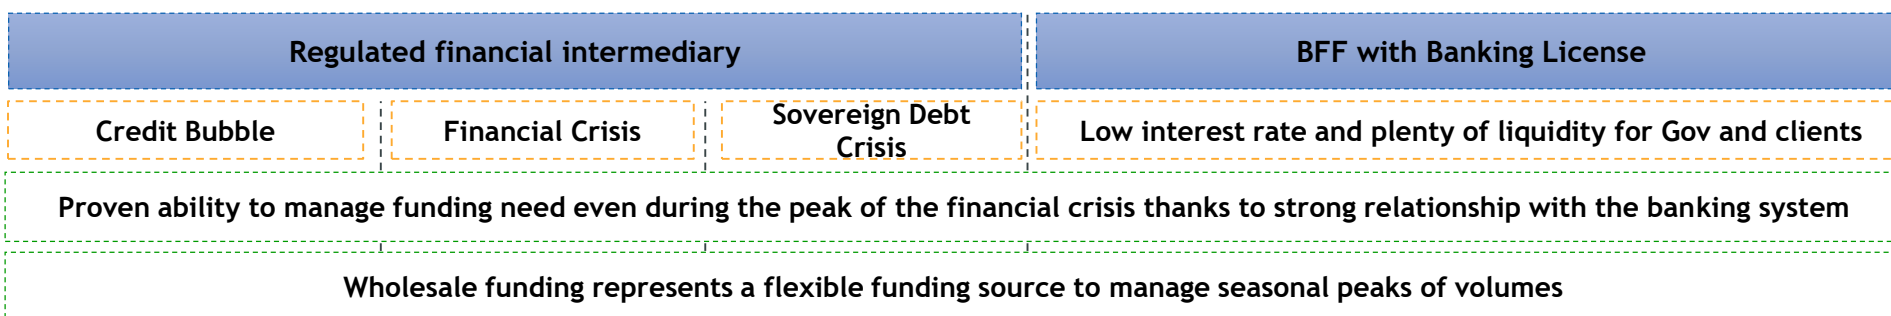 Regulated financial intermediary
BFF with Banking License
Credit Bubble
Financial Crisis
Sovereign Debt
Crisis
Low interest rate and plenty of liquidity for Gov and clients
Proven ability to manage funding need even during the peak of the financial crisis thanks to strong relationship with the banking system
Wholesale funding represents a flexible funding source to manage seasonal peaks of volumes